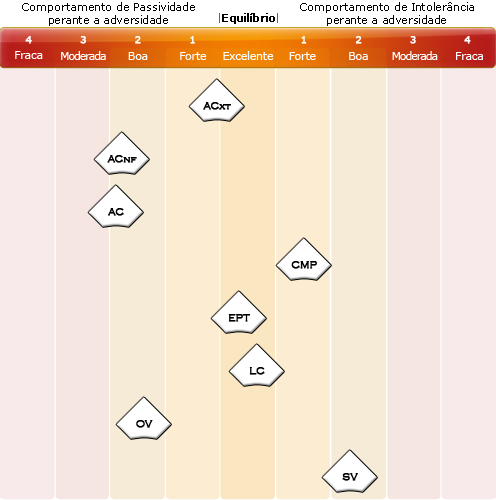 Comportamento de Passividade
perante a adversidade
|Equilíbrio|
Comportamento de Intolerância
perante a adversidade
4 3 2 1 1 2 3 4
Fraca Moderada Boa Forte Excelente Forte Boa Moderada Fraca
ACxt
ACnf
AC
CMP
EPT
LC
OV
SV